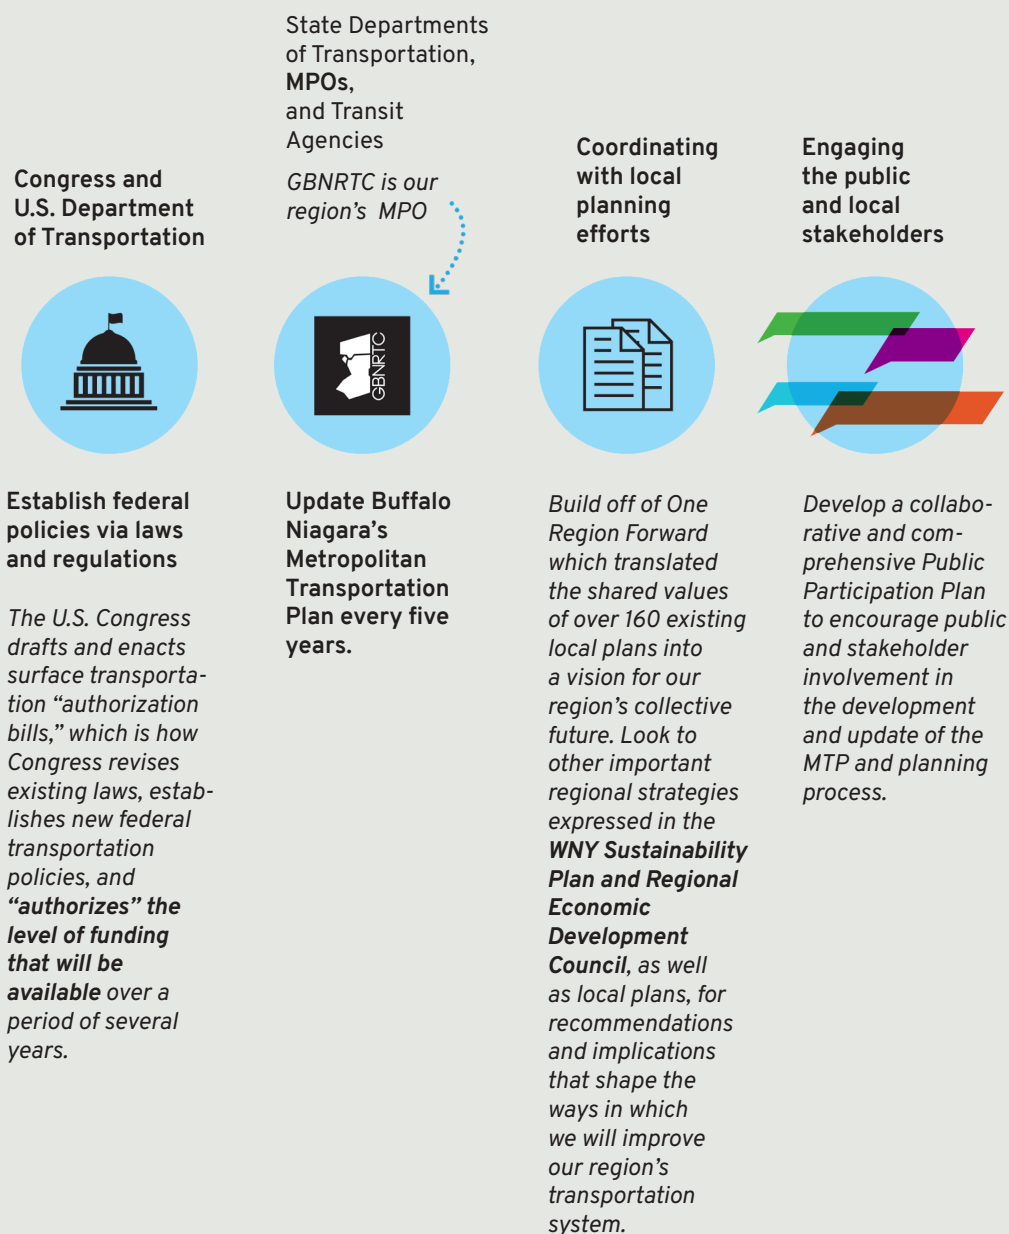 Congress and
U.S. Department
of Transportation
Establish federal
policies via laws
and regulations
The U.S. Congress
drafts and enacts
surface transporta-
tion “authorization
bills,” which is how
Congress revises
existing laws, estab-
lishes new federal
transportation
policies, and
“authorizes” the
level of funding
that will be
available over a
period of several
years.
State Departments
of Transportation,
MPOs,
and Transit
Agencies
GBNRTC is our
region’s MPO
GBNRTC
Update Buffalo
Niagara’s
Metropolitan
Transportation
Plan every five
years.
Coordinating
with local
planning
efforts
Build off of One
Region Forward
which translated
the shared values
of over 160 existing
local plans into
a vision for our
region’s collective
future. Look to
other important
regional strategies
expressed in the
WNY Sustainability
Plan and Regional
Economic
Development
Council, as well
as local plans, for
recommendations
and implications
that shape the
ways in which
we will improve
our region’s
transportation
system.
Engaging
the public
and local
stakeholders
Develop a collabo-
rative and com-
prehensive Public
Participation Plan
to encourage public
and stakeholder
involvement in
the development
and update of the
MTP and planning
process.